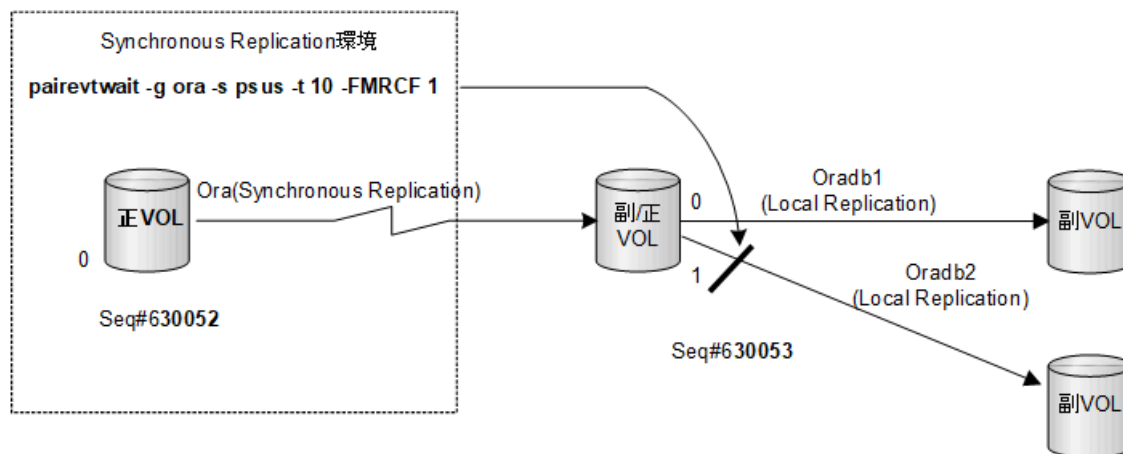 Synchronous Replication環境
pairevtwait -g ora -s psus -t 10 -FMRCF 1
正VOL
0
Seq#630052
Ora(Synchronous Replication)
副/正
VOL
0
1
Seq#630053
Oradb1
(Local Replication)
副VOL
Oradb2
(Local Replication)
副VOL